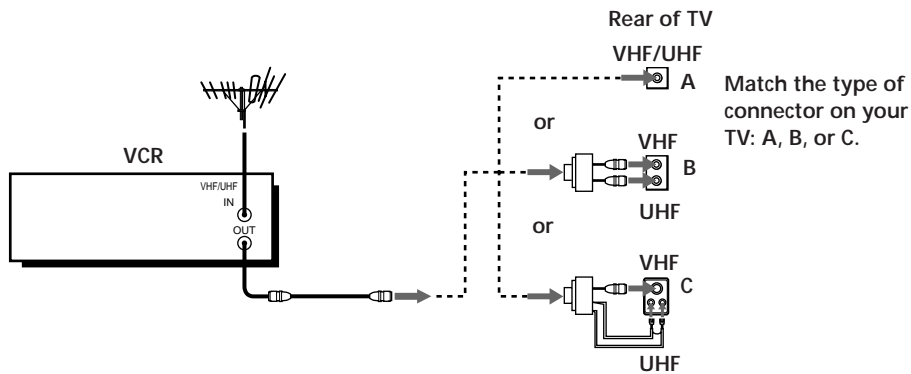 Rear of TV
VHF/UHF
A
Match the type of
connector on your
TV: A, B, or C.
or
VHF
B
UHF
or
VHF
C
UHF
VCR
VHF/UHF
IN
OUT